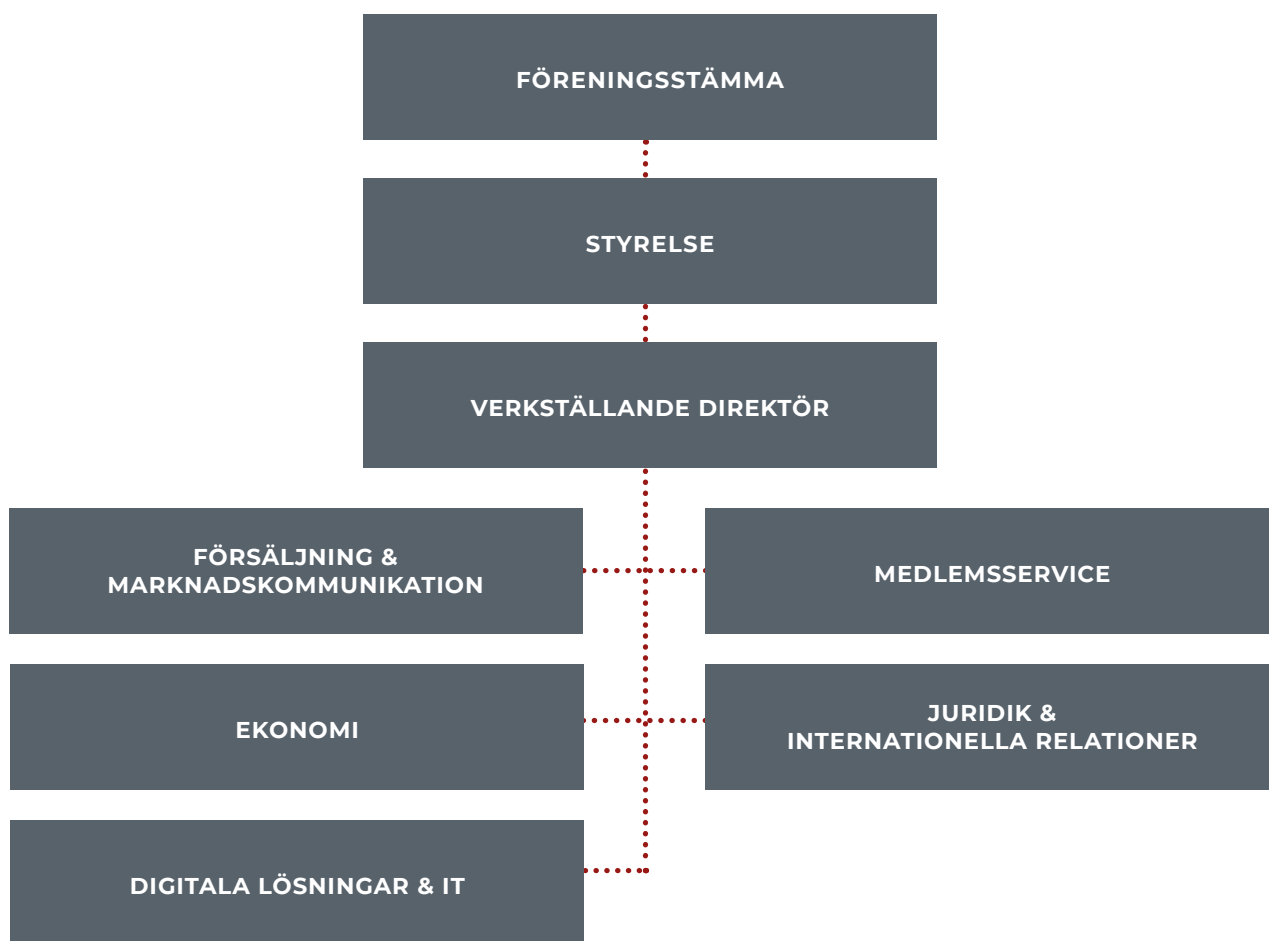 FÖRENINGSSTÄMMA
STYRELSE
VERKSTÄLLANDE DIREKTÖR
FÖRSÄLJNING &
MARKNADSKOMMUNIKATION
MEDLEMSSERVICE
EKONOMI
JURIDIK &
INTERNATIONELLA RELATIONER
DIGITALA LÖSNINGAR & IT